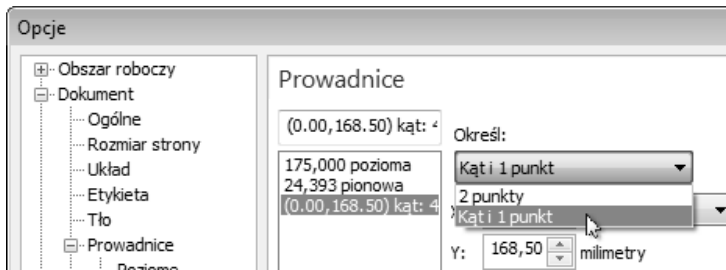 Opcje
Obszar roboczy
Dokument
Ogólne
Rozmiar strony
Układ
Etykieta
Tło
Prowadnice
Poziome
Prowadnice
(0.00,168.50) kąt:
175,000 pozioma
24,393 pionowa
(0.00,168.50) kąt: 4
Określ:
Kąt i 1 punkt
2 punkty
Kąt i 1 punkt
Y: 168,50 milimetry